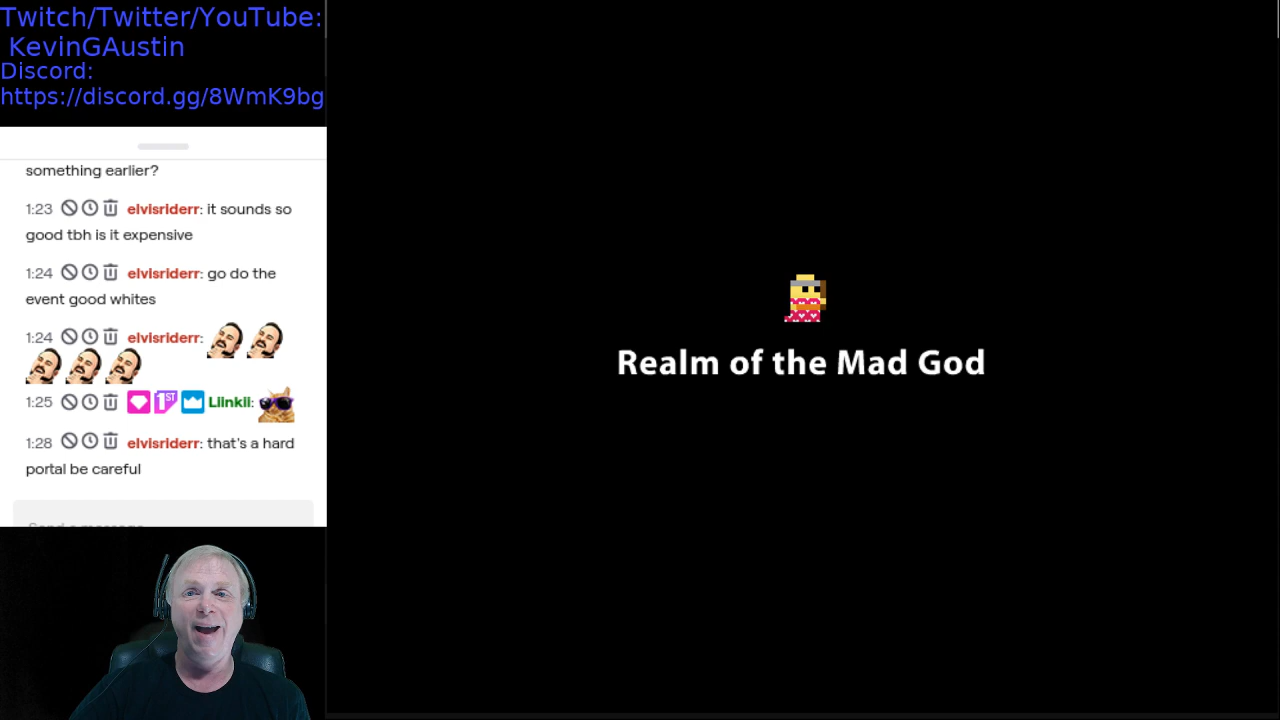 Twitch/Twitter/YouTube:
KevinGAustin
Discord:
https://discord.gg/8WmK9bg
something earlier?
1:23 elvisriderr: it sounds so
good tbh is it expensive
1:24 elvisriderr: go do the
event good whites
1:24 elvisriderr:
1:25 1ST Liinkii:
1:28 elvisriderr: that's a hard
portal be careful
Realm of the Mad God